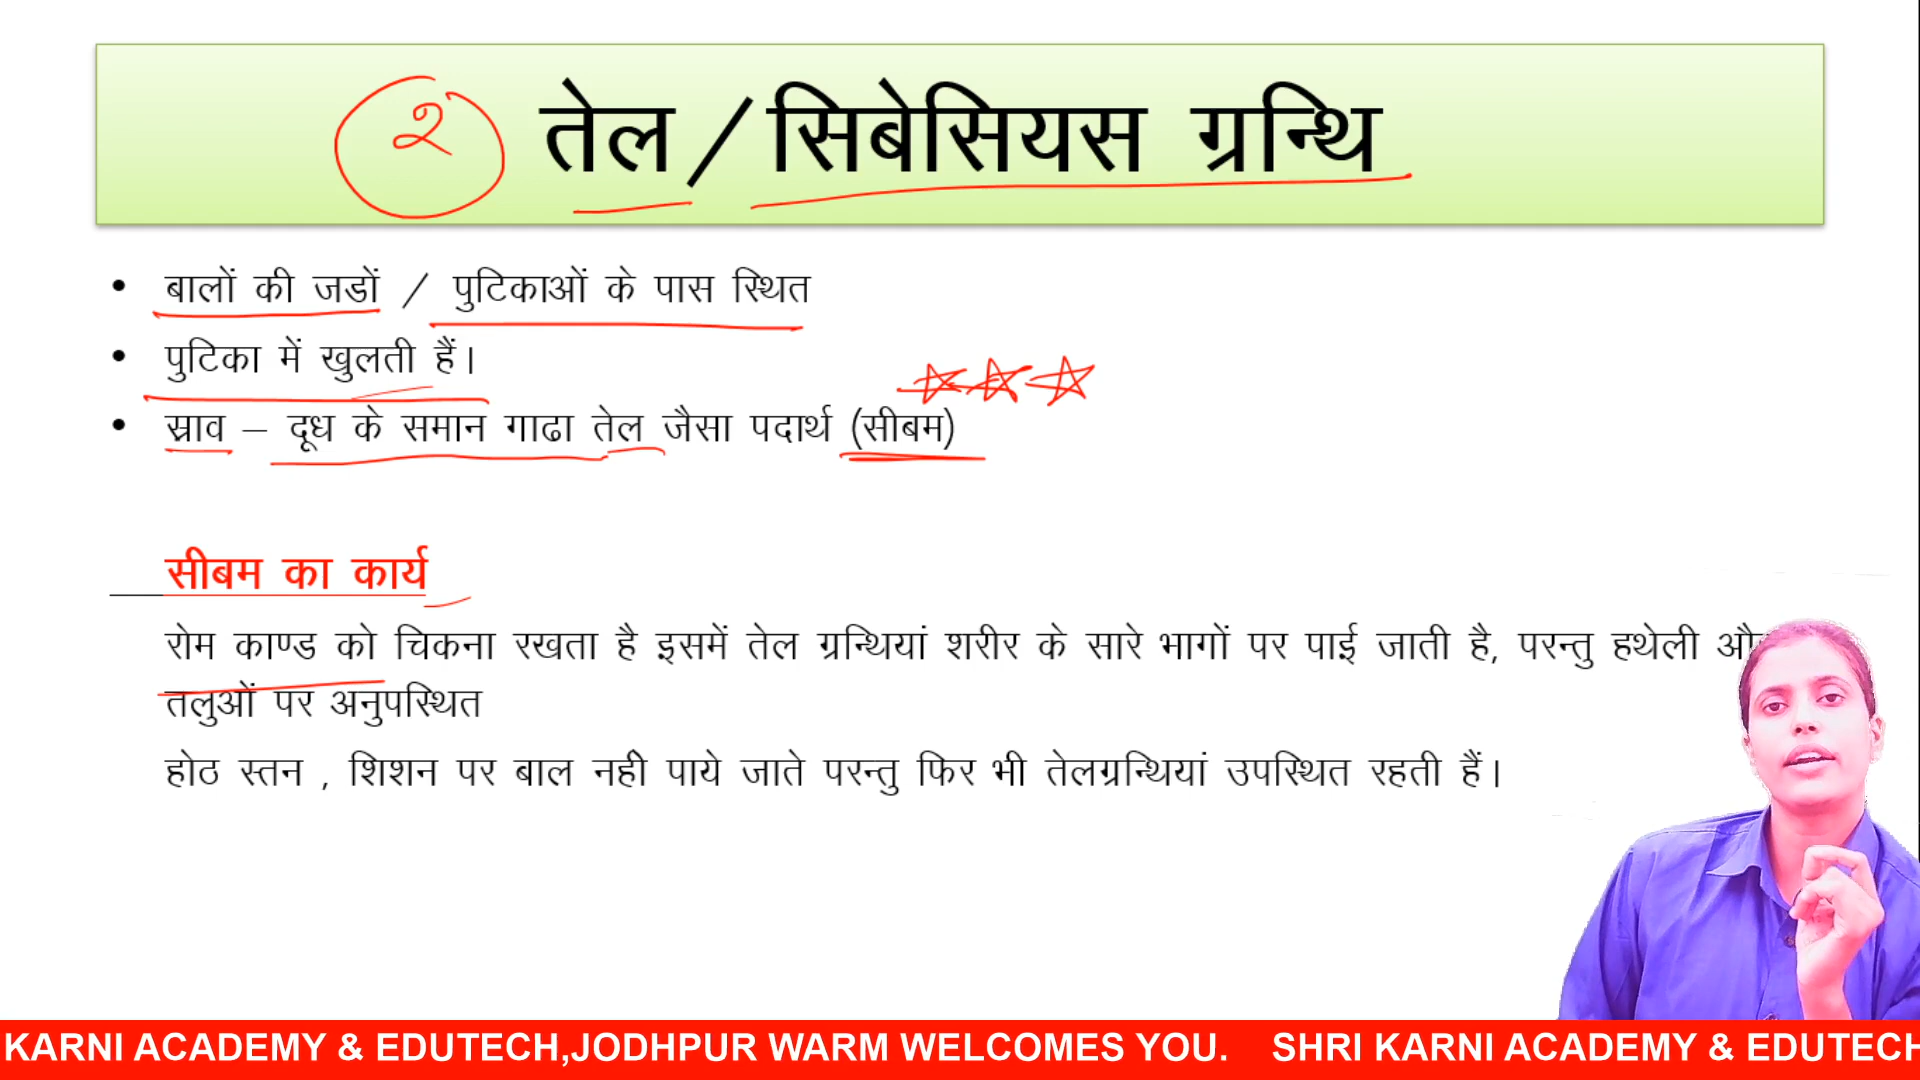 २ तेल/सिबेसियस ग्रन्थि
• बालों की जडों / पुटिकाओं के पास स्थित
• पुटिका में खुलती हैं।
• स्राव – दूध के समान गाढा तेल जैसा पदार्थ (सीबम)
सीबम का कार्य
रोम काण्ड को चिकना रखता है इसमें तेल ग्रन्थियां शरीर के सारे भागों पर पाई जाती है, परन्तु हथेली
तलुओं पर अनुपस्थित
होठ स्तन , शिशन पर बाल नही पाये जाते परन्तु फिर भी तेलग्रन्थियां उपस्थित रहती हैं।
KARNI ACADEMY & EDUTECH,JODHPUR WARM WELCOMES YOU. SHRI KARNI ACADEMY & EDUTECH